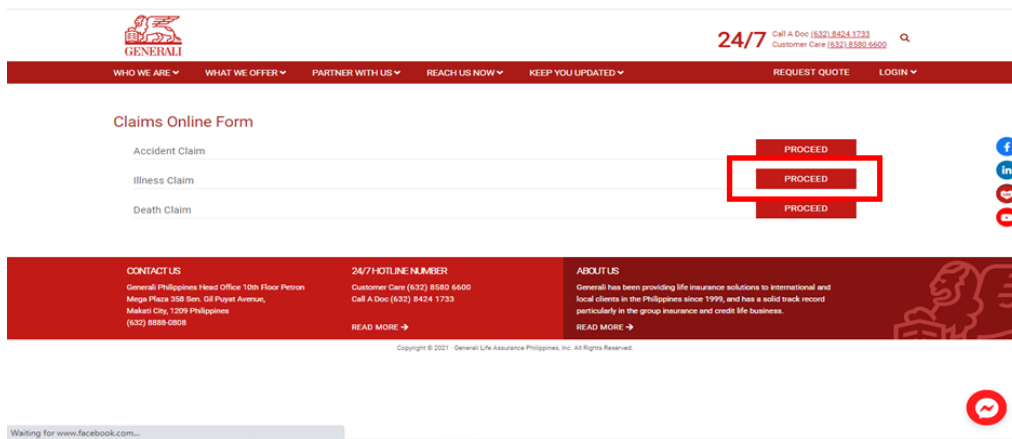 GENERALI
24/7
Call A Doc (632) 8424 1733
Customer Care (632) 8580 6600
WHO WE ARE
WHAT WE OFFER
PARTNER WITH US
REACH US NOW
KEEP YOU UPDATED
REQUEST QUOTE
LOGIN
Claims Online Form
Accident Claim
PROCEED
Illness Claim
PROCEED
Death Claim
PROCEED
CONTACT US
Generali Philippines Head Office 10th Floor Petron
Mega Plaza 358 Sen. Gil Puyat Avenue,
Makati City, 1209 Philippines
(632) 8888-0808
24/7 HOTLINE NUMBER
Customer Care (632) 8580 6600
Call A Doc (632) 8424 1733
READ MORE →
ABOUT US
Generali has been providing life insurance solutions to international and
local clients in the Philippines since 1999, and has a solid track record
particularly in the group insurance and credit life business.
READ MORE →
Copyright © 2021 · Generali Life Assurance Philippines, Inc. All Rights Reserved.
Waiting for www.facebook.com...